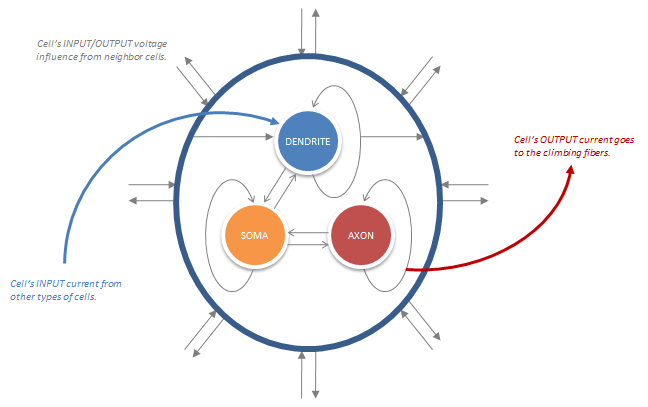 Cell's INPUT/OUTPUT voltage
influence from neighbor cells.
DENDRITE
Cell's OUTPUT current goes
to the climbing fibers.
SOMA
AXON
Cell's INPUT current from
other types of cells.